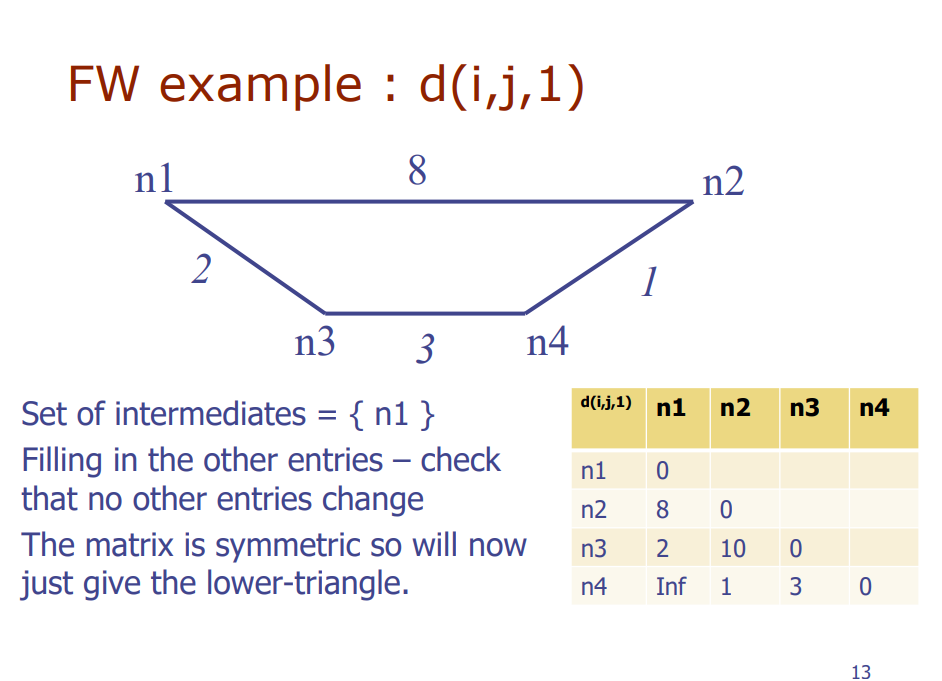 FW example : d(i,j,1)
n1 8 n2
2 1
n3 3 n4
Set of intermediates = { n1 }
Filling in the other entries – check
that no other entries change
The matrix is symmetric so will now
just give the lower-triangle.
d(i,j,1) n1 n2 n3 n4
n1 0
n2 8 0
n3 2 10 0
n4 Inf 1 3 0
13